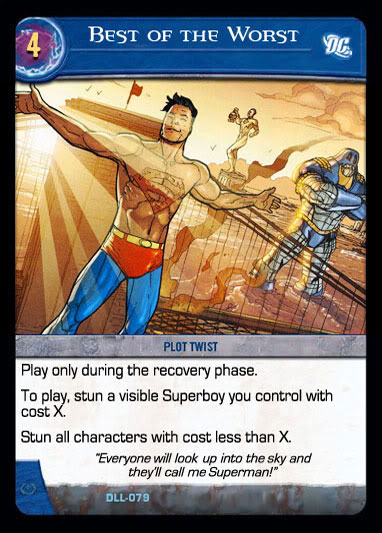 4
Best of the Worst
DC
PLOT TWIST
Play only during the recovery phase.
To play, stun a visible Superboy you control with
cost X.
Stun all characters with cost less than X.
"Everyone will look up into the sky and
they'll call me Superman!"
DLL-079